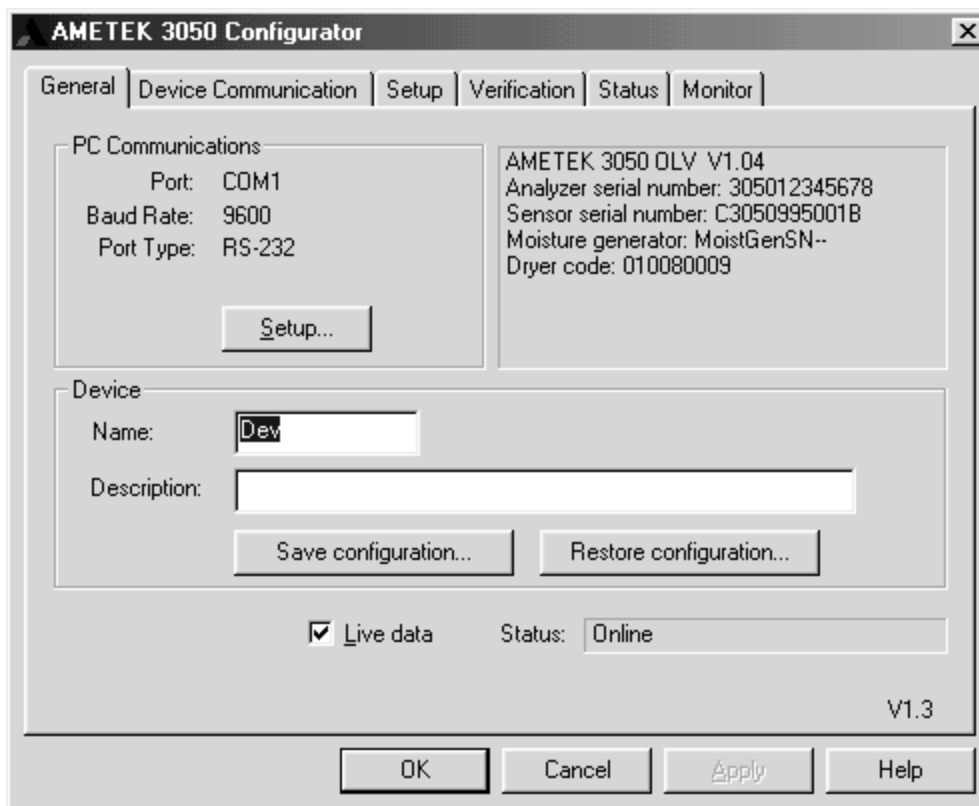 AMETEK 3050 Configurator
General Device Communication Setup Verification Status Monitor
PC Communications
Port: COM1
Baud Rate: 9600
Port Type: RS-232
Setup...
AMETEK 3050 OLV V1.04
Analyzer serial number: 305012345678
Sensor serial number: C3050995001B
Moisture generator: MoistGenSN--
Dryer code: 010080009
Device
Name: Dev
Description:
Save configuration... Restore configuration...
Live data Status: Online
V1.3
OK Cancel Apply Help